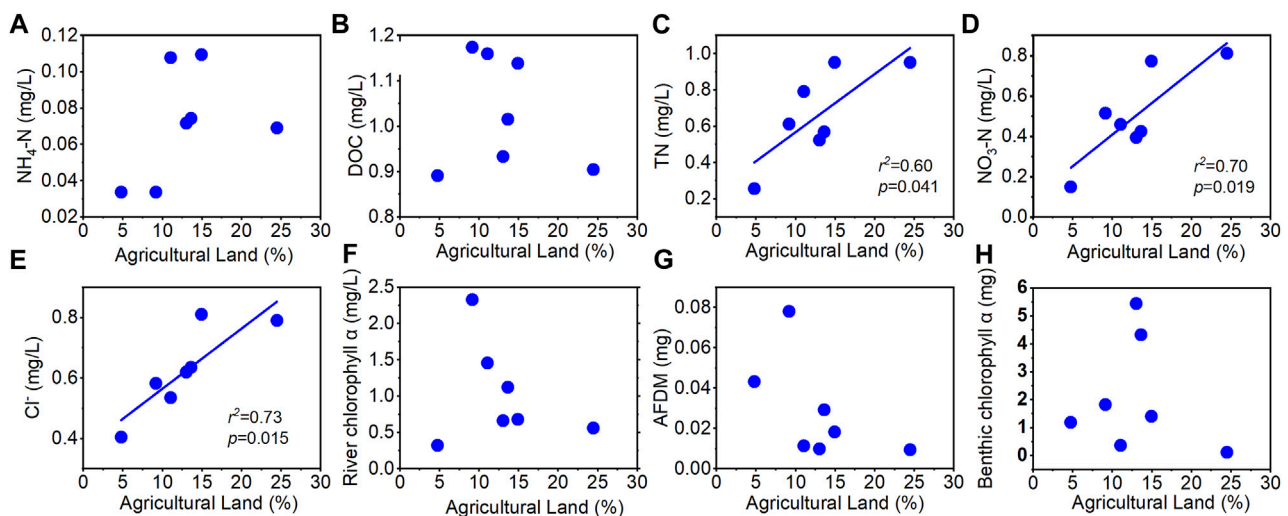 A
NH₄-N (mg/L)
0.12
0.10
0.08
0.06
0.04
0.02
0 5 10 15 20 25 30
Agricultural Land (%)
B
DOC (mg/L)
1.2
1.1
1.0
0.9
0.8
0 5 10 15 20 25 30
Agricultural Land (%)
C
TN (mg/L)
1.0
0.8
0.6
0.4
0.2
r²=0.60
p=0.041
0 5 10 15 20 25 30
Agricultural Land (%)
D
NO₃-N (mg/L)
0.8
0.6
0.4
0.2
0.0
r²=0.70
p=0.019
0 5 10 15 20 25 30
Agricultural Land (%)
E
Cl⁻ (mg/L)
0.8
0.6
0.4
r²=0.73
p=0.015
0 5 10 15 20 25 30
Agricultural Land (%)
F
River chlorophyll α (mg/L)
2.5
2.0
1.5
1.0
0.5
0.0
0 5 10 15 20 25 30
Agricultural Land (%)
G
AFDM (mg)
0.08
0.06
0.04
0.02
0.00
0 5 10 15 20 25 30
Agricultural Land (%)
H
Benthic chlorophyll α (mg)
6
5
4
3
2
1
0
0 5 10 15 20 25 30
Agricultural Land (%)